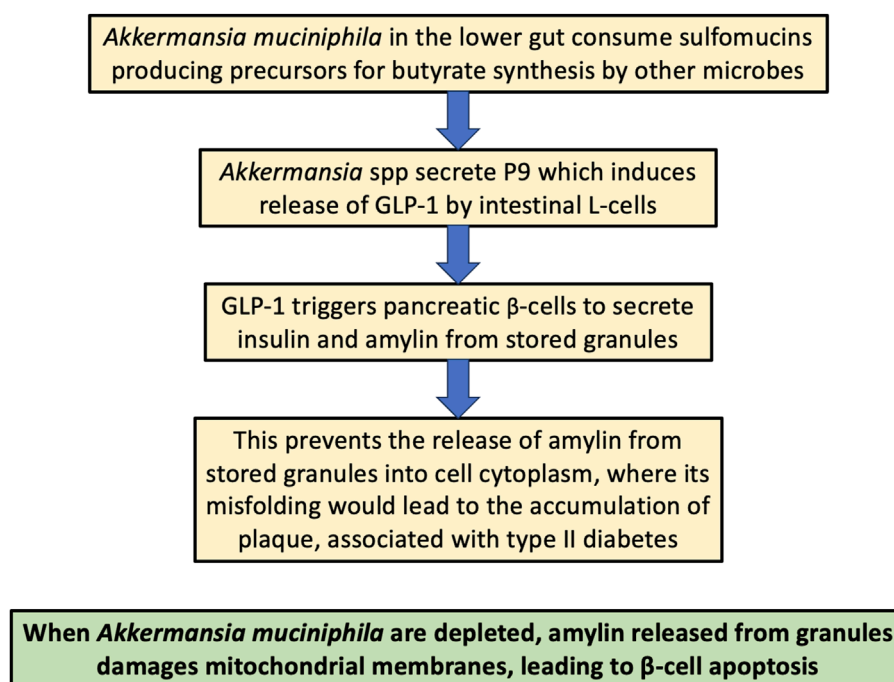 Akkermansia muciniphila in the lower gut consume sulfomucins
producing precursors for butyrate synthesis by other microbes
Akkermansia spp secrete P9 which induces
release of GLP-1 by intestinal L-cells
GLP-1 triggers pancreatic β-cells to secrete
insulin and amylin from stored granules
This prevents the release of amylin from
stored granules into cell cytoplasm, where its
misfolding would lead to the accumulation of
plaque, associated with type II diabetes
When Akkermansia muciniphila are depleted, amylin released from granules
damages mitochondrial membranes, leading to β-cell apoptosis